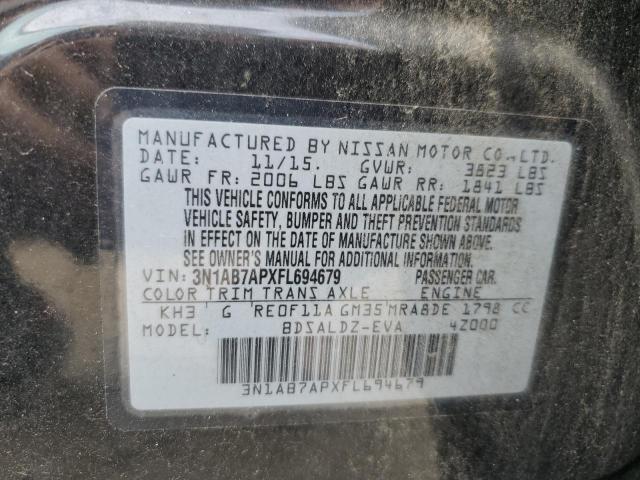 MANUFACTURED BY NISSAN MOTOR CO.,LTD.
DATE: 11/15. GVWR: 3823 LBS
GAWR FR: 2006 LBS GAWR RR: 1841 LBS
THIS VEHICLE CONFORMS TO ALL APPLICABLE FEDERAL MOTOR
VEHICLE SAFETY, BUMPER AND THEFT PREVENTION STANDARDS
IN EFFECT ON THE DATE OF MANUFACTURE SHOWN ABOVE.
SEE OWNER'S MANUAL FOR ADDITIONAL INFORMATION.
VIN: 3N1AB7APXFL694679 PASSENGER CAR.
COLOR TRIM TRANS AXLE ENGINE
KH3 G RE0F11A GM35 MRA8DE 1798 CC
MODEL: BDSALDZ-EVA 4Z000
3N1AB7APXFL694679